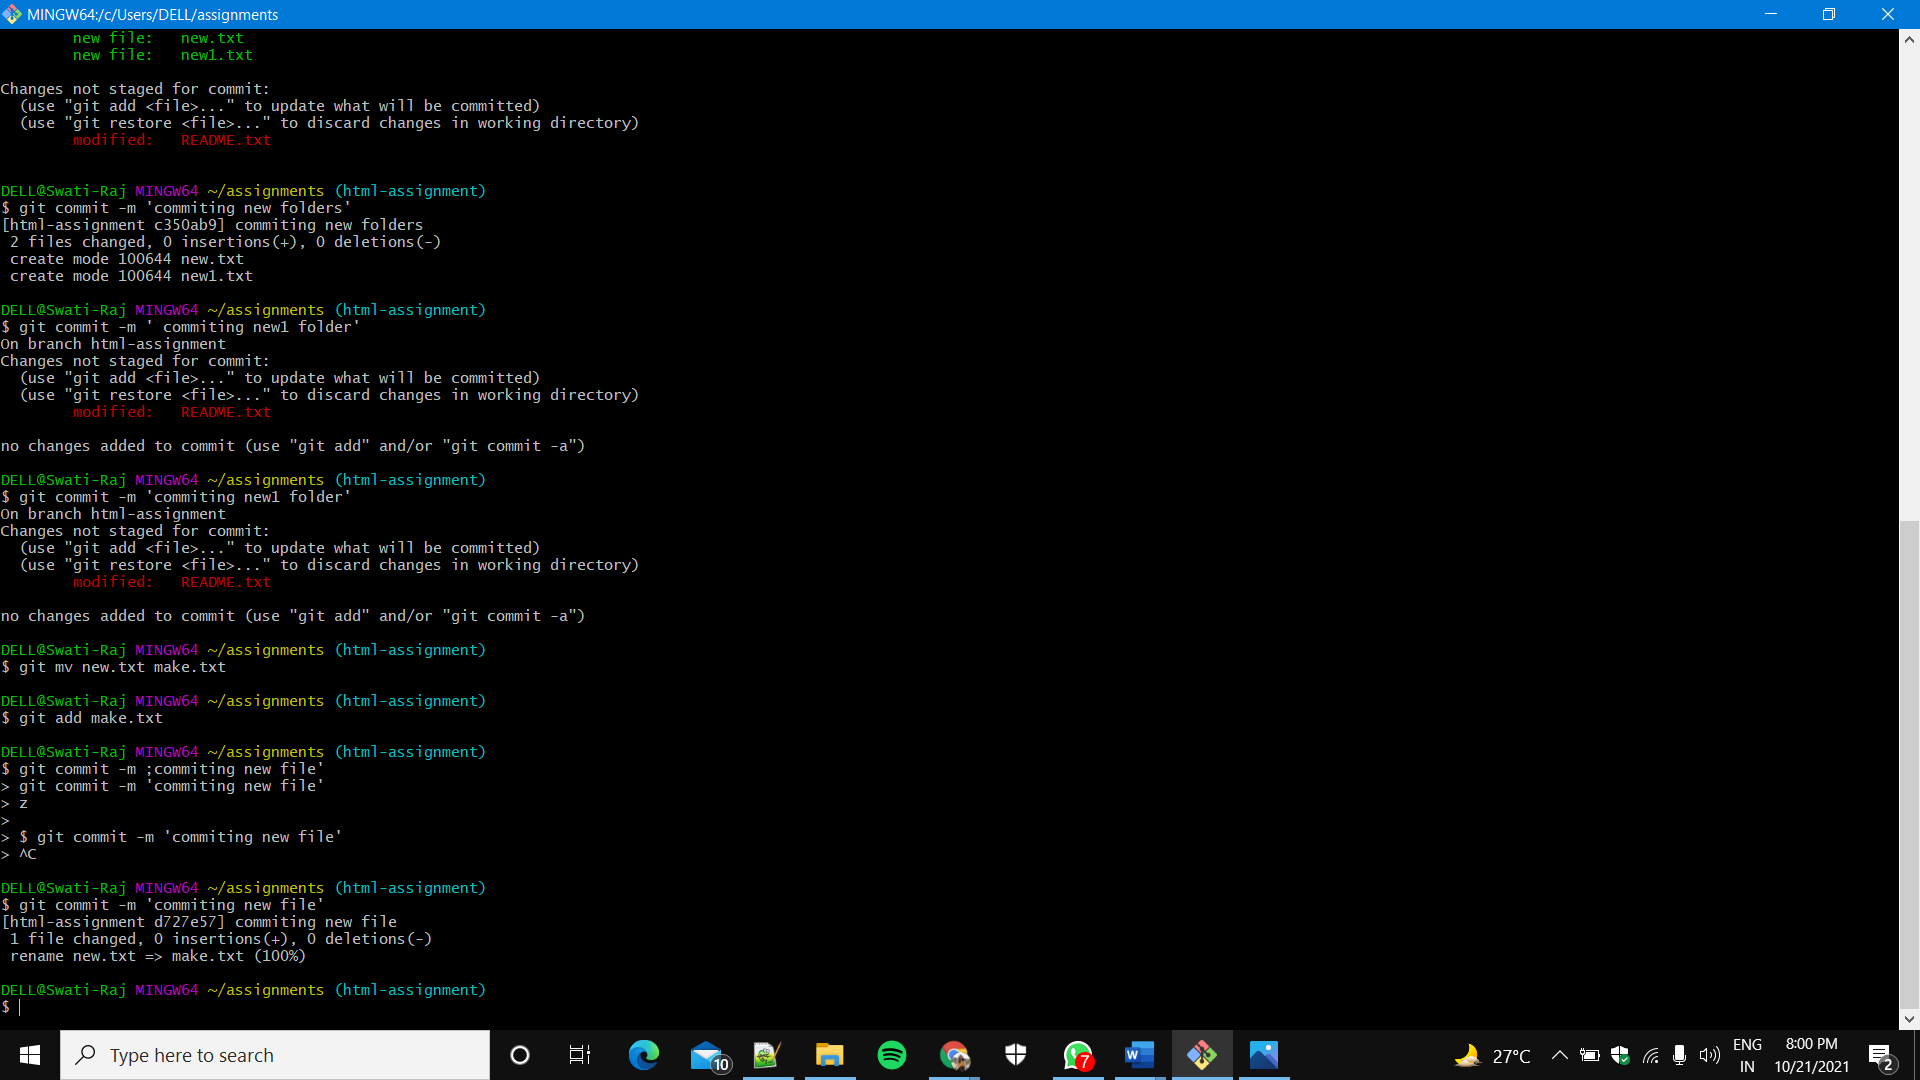 MINGW64:/c/Users/DELL/assignments
new file:   new.txt
new file:   new1.txt
Changes not staged for commit:
(use "git add <file>..." to update what will be committed)
(use "git restore <file>..." to discard changes in working directory)
modified:   README.txt
DELL@Swati-Raj MINGW64 ~/assignments (html-assignment)
$ git commit -m 'commiting new folders'
[html-assignment c350ab9] commiting new folders
2 files changed, 0 insertions(+), 0 deletions(-)
create mode 100644 new.txt
create mode 100644 new1.txt
DELL@Swati-Raj MINGW64 ~/assignments (html-assignment)
$ git commit -m ' commiting new1 folder'
On branch html-assignment
Changes not staged for commit:
(use "git add <file>..." to update what will be committed)
(use "git restore <file>..." to discard changes in working directory)
modified:   README.txt
no changes added to commit (use "git add" and/or "git commit -a")
DELL@Swati-Raj MINGW64 ~/assignments (html-assignment)
$ git commit -m 'commiting new1 folder'
On branch html-assignment
Changes not staged for commit:
(use "git add <file>..." to update what will be committed)
(use "git restore <file>..." to discard changes in working directory)
modified:   README.txt
no changes added to commit (use "git add" and/or "git commit -a")
DELL@Swati-Raj MINGW64 ~/assignments (html-assignment)
$ git mv new.txt make.txt
DELL@Swati-Raj MINGW64 ~/assignments (html-assignment)
$ git add make.txt
DELL@Swati-Raj MINGW64 ~/assignments (html-assignment)
$ git commit -m ;commiting new file'
> git commit -m 'commiting new file'
> z
>
> $ git commit -m 'commiting new file'
> ^C
DELL@Swati-Raj MINGW64 ~/assignments (html-assignment)
$ git commit -m 'commiting new file'
[html-assignment d727e57] commiting new file
1 file changed, 0 insertions(+), 0 deletions(-)
rename new.txt => make.txt (100%)
DELL@Swati-Raj MINGW64 ~/assignments (html-assignment)
$
Type here to search
10
7
W
27°C
ENG
IN
8:00 PM
10/21/2021
2